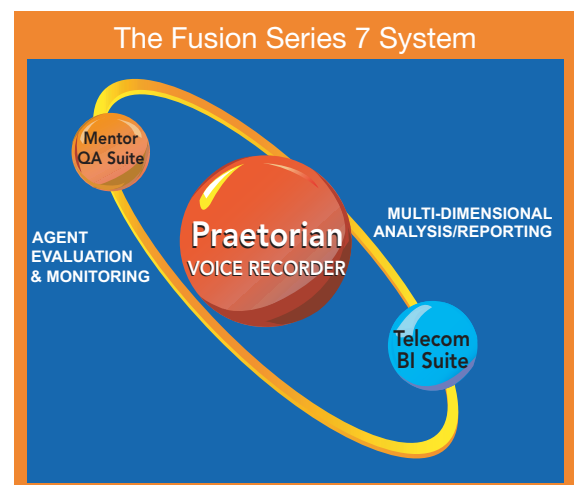 The Fusion Series 7 System
Mentor
QA Suite
Praetorian
VOICE RECORDER
MULTI-DIMENSIONAL
ANALYSIS/REPORTING
AGENT
EVALUATION
& MONITORING
Telecom
BI Suite